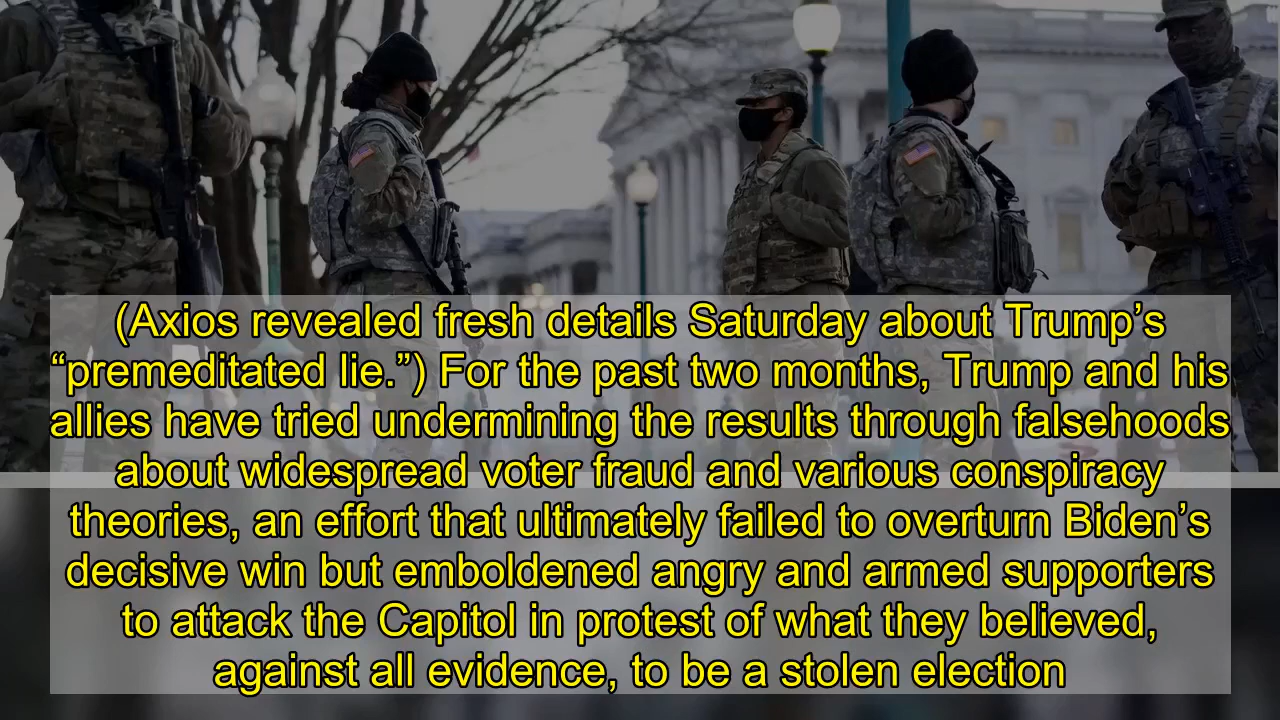 (Axios revealed fresh details Saturday about Trump’s
“premeditated lie.”) For the past two months, Trump and his
allies have tried undermining the results through falsehoods
about widespread voter fraud and various conspiracy
theories, an effort that ultimately failed to overturn Biden’s
decisive win but emboldened angry and armed supporters
to attack the Capitol in protest of what they believed,
against all evidence, to be a stolen election